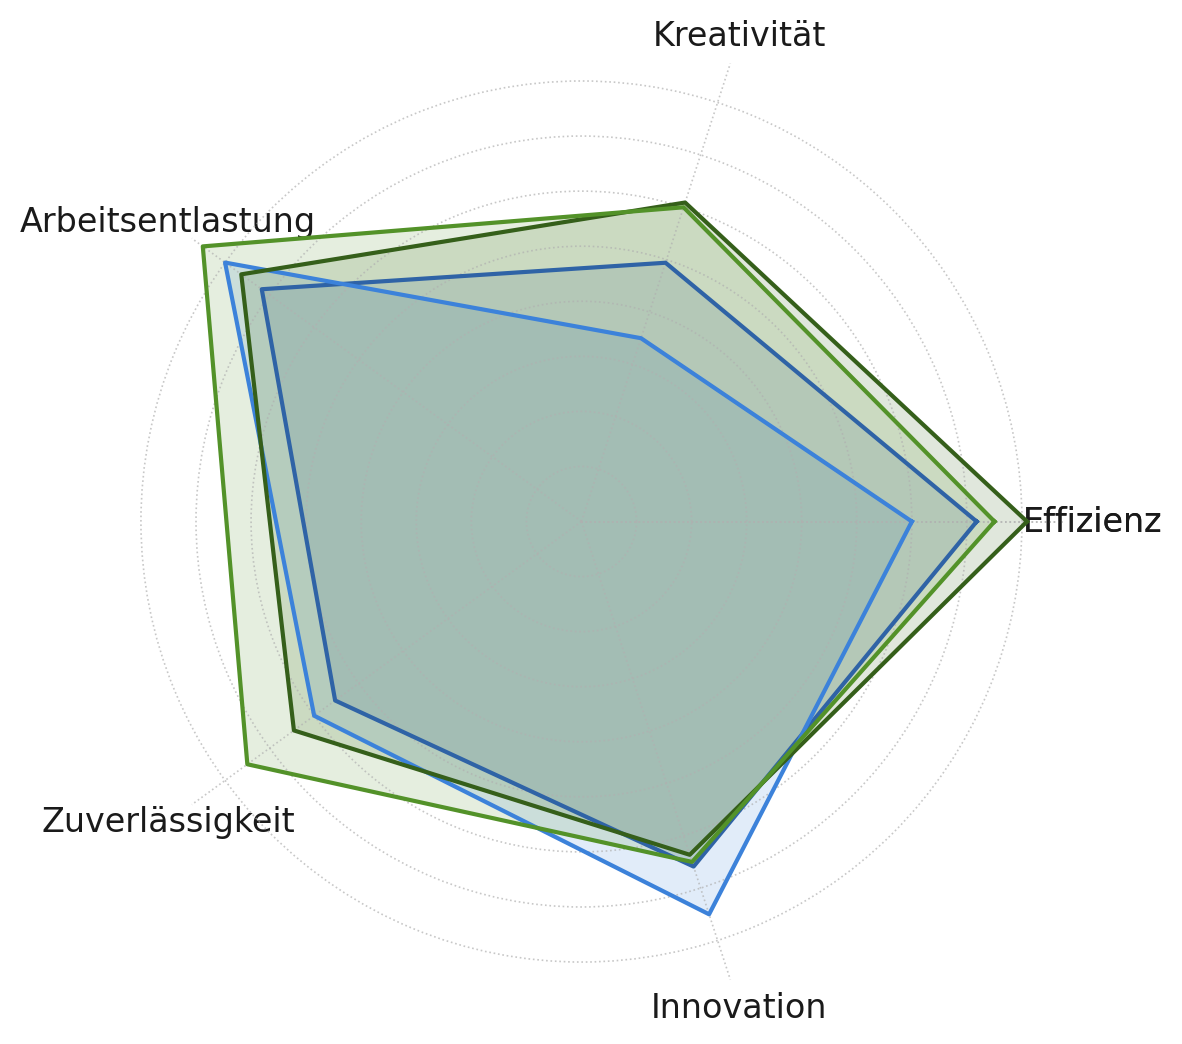 Kreativität
Arbeitsentlastung
Effizienz
Zuverlässigkeit
Innovation